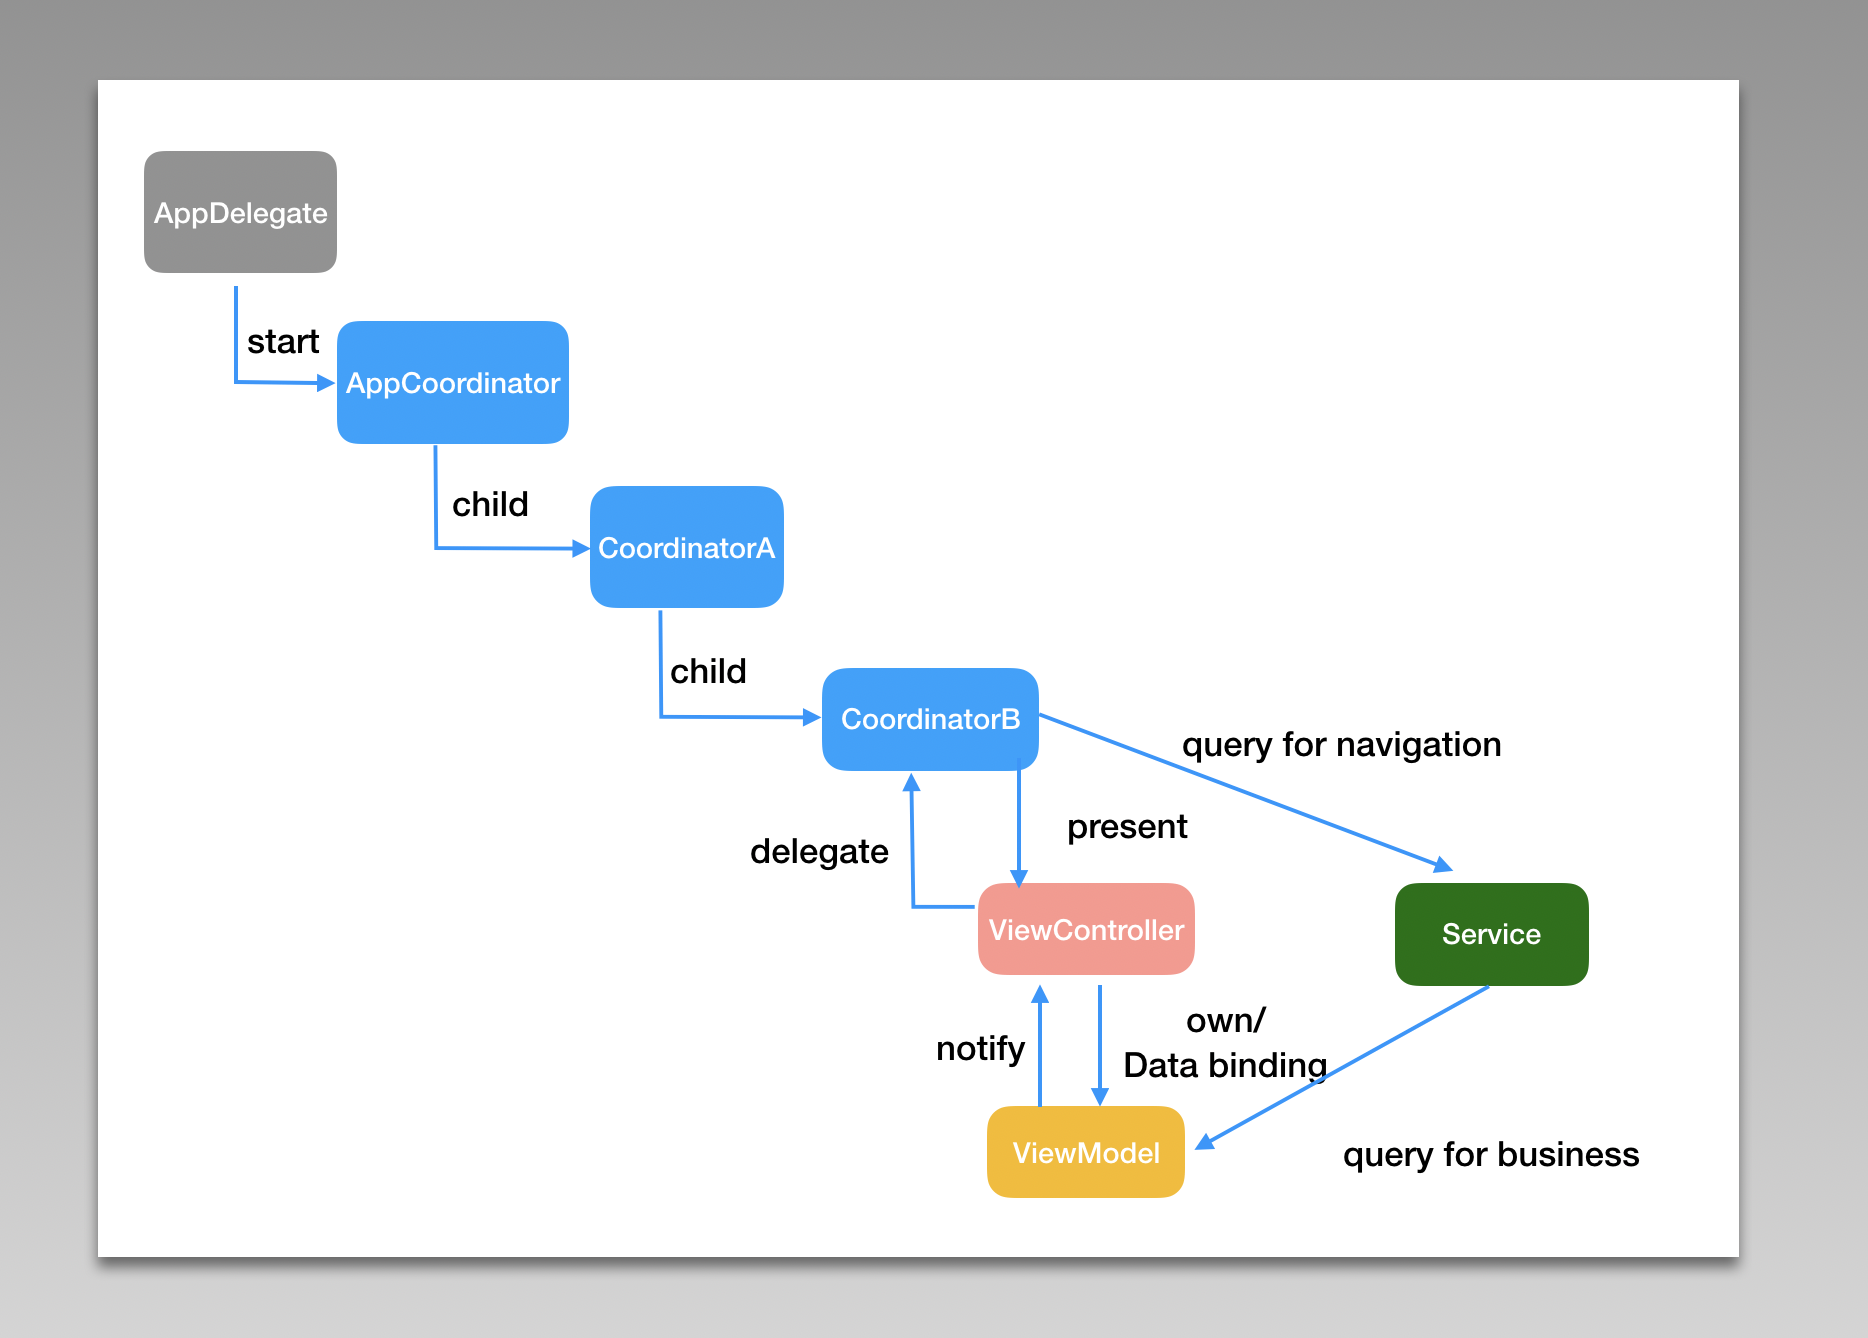 AppDelegate
start
AppCoordinator
child
CoordinatorA
child
CoordinatorB
query for navigation
present
delegate
ViewController
Service
own/
notify
Data binding
ViewModel
query for business